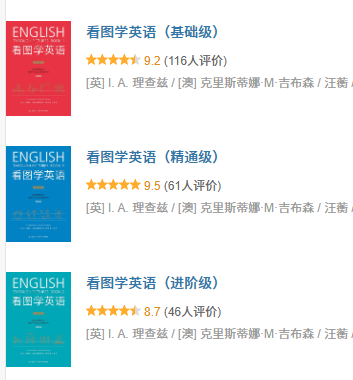 ENGLISH
看图学英语
看图学英语（基础级）
9.2 (116人评价)
[英] I. A. 理查兹 / [澳] 克里斯蒂娜·M·吉布森 / 汪蘅 /
ENGLISH
看图学英语
看图学英语（精通级）
9.5 (61人评价)
[英] I. A. 理查兹 / [澳] 克里斯蒂娜·M·吉布森 / 汪蘅 /
ENGLISH
看图学英语
看图学英语（进阶级）
8.7 (46人评价)
[英] I. A. 理查兹 / [澳] 克里斯蒂娜·M·吉布森 / 汪蘅 /